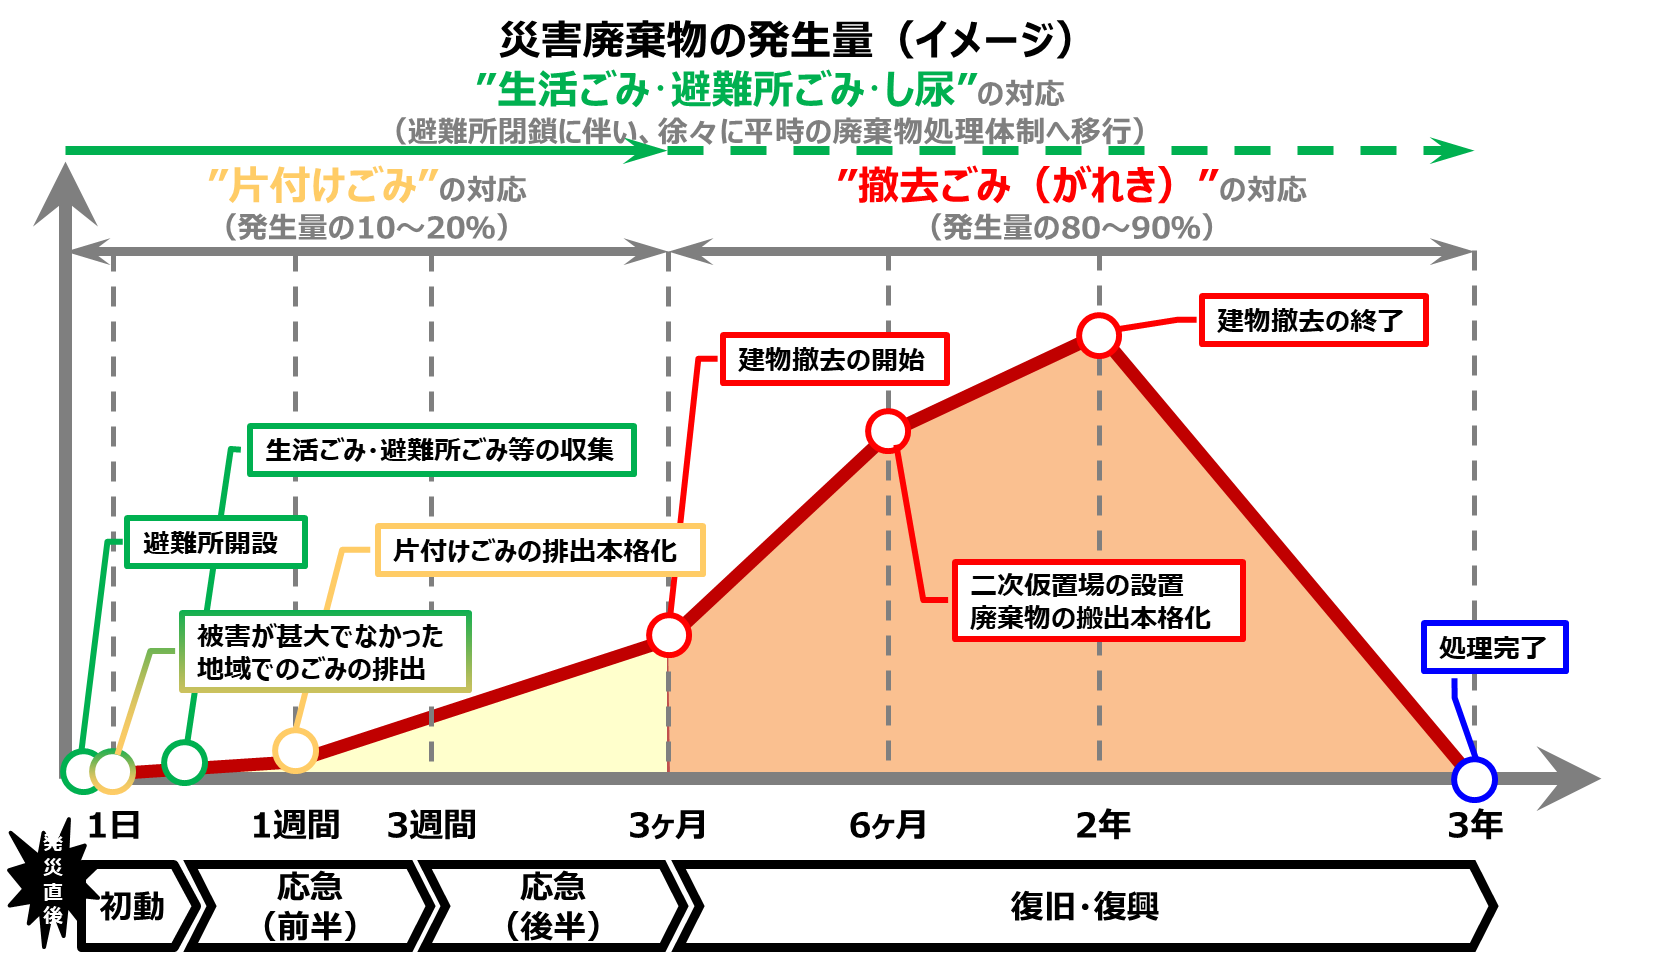 災害廃棄物の発生量（イメージ）
”生活ごみ・避難所ごみ・し尿”の対応
（避難所閉鎖に伴い、徐々に平時の廃棄物処理体制へ移行）
”片付けごみ”の対応
（発生量の10～20%）
”撤去ごみ（がれき）”の対応
（発生量の80～90%）
建物撤去の終了
建物撤去の開始
生活ごみ・避難所ごみ等の収集
避難所開設
片付けごみの排出本格化
二次仮置場の設置
廃棄物の搬出本格化
被害が甚大でなかった
地域でのごみの排出
処理完了
1日
1週間
3週間
3ヶ月
6ヶ月
2年
3年
発災直後
初動
応急
（前半）
応急
（後半）
復旧・復興